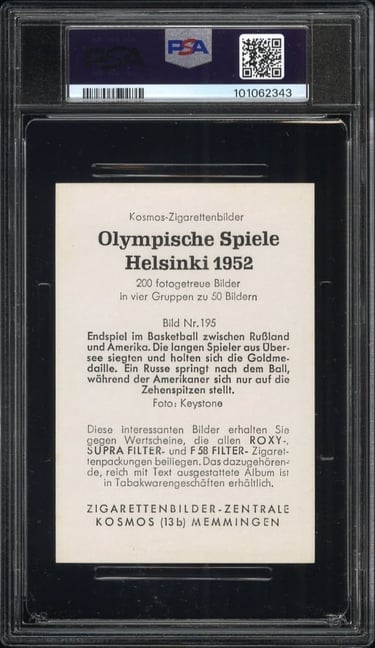 PSA
101062343
Kosmos-Zigarettenbilder
Olympische Spiele
Helsinki 1952
200 fotogetreue Bilder
in vier Gruppen zu 50 Bildern
Bild Nr. 195
Endspiel im Basketball zwischen Rußland
und Amerika. Die langen Spieler aus Über-
see siegten und holten sich die Goldme-
daille. Ein Russe springt nach dem Ball,
während der Amerikaner sich nur auf die
Zehenspitzen stellt.
Foto: Keystone
Diese interessanten Bilder erhalten Sie
gegen Wertscheine, die allen ROXY-,
SUPRA FILTER- und F 58 FILTER- Zigaret-
tenpackungen beiliegen. Das dazugehören-
de, reich mit Text ausgestattete Album ist
in Tabakwarengeschäften erhältlich.
ZIGARETTENBILDER-ZENTRALE
KOSMOS (13b) MEMMINGEN